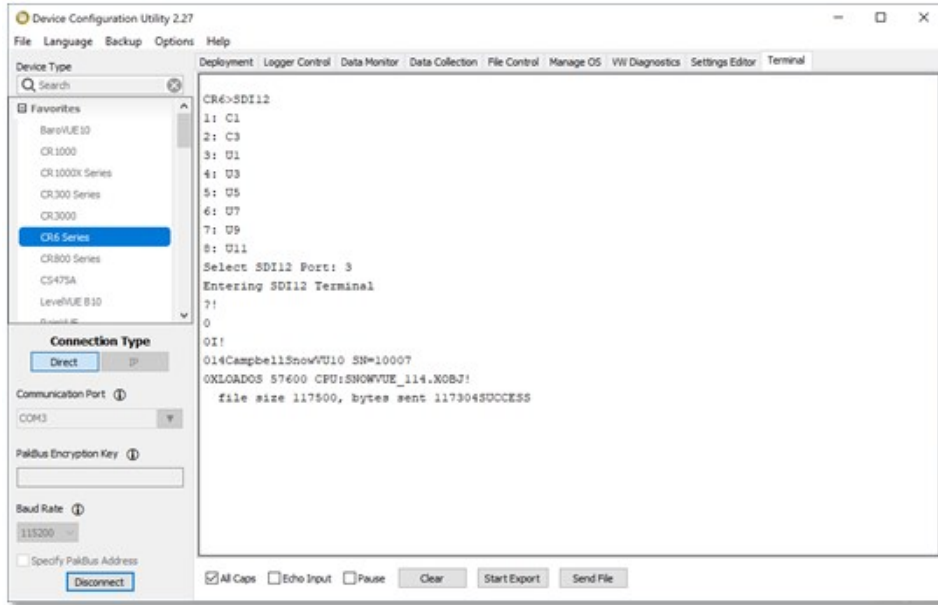 Device Configuration Utility 2.27
File Language Backup Options Help
Device Type
Search
Favorites
BaroVUE10
CR1000
CR1000X Series
CR300 Series
CR3000
CR6 Series
CR800 Series
CS475A
LevelVUE B10
Connection Type
Direct IP
Communication Port
COM3
PakBus Encryption Key
Baud Rate
115200
Specify PakBus Address
Disconnect
Deployment Logger Control Data Monitor Data Collection File Control Manage OS VW Diagnostics Settings Editor Terminal
CR6>SDI12
1: C1
2: C3
3: U1
4: U3
5: U5
6: U7
7: U9
8: U11
Select SDI12 Port: 3
Entering SDI12 Terminal
?!
0
0I!
014CampbellSnowVU10 SN=10007
0XLOADOS 57600 CPU:SNOWVUE_114.XOBJ!
file size 117500, bytes sent 117304SUCCESS
All Caps Echo Input Pause Clear Start Export Send File